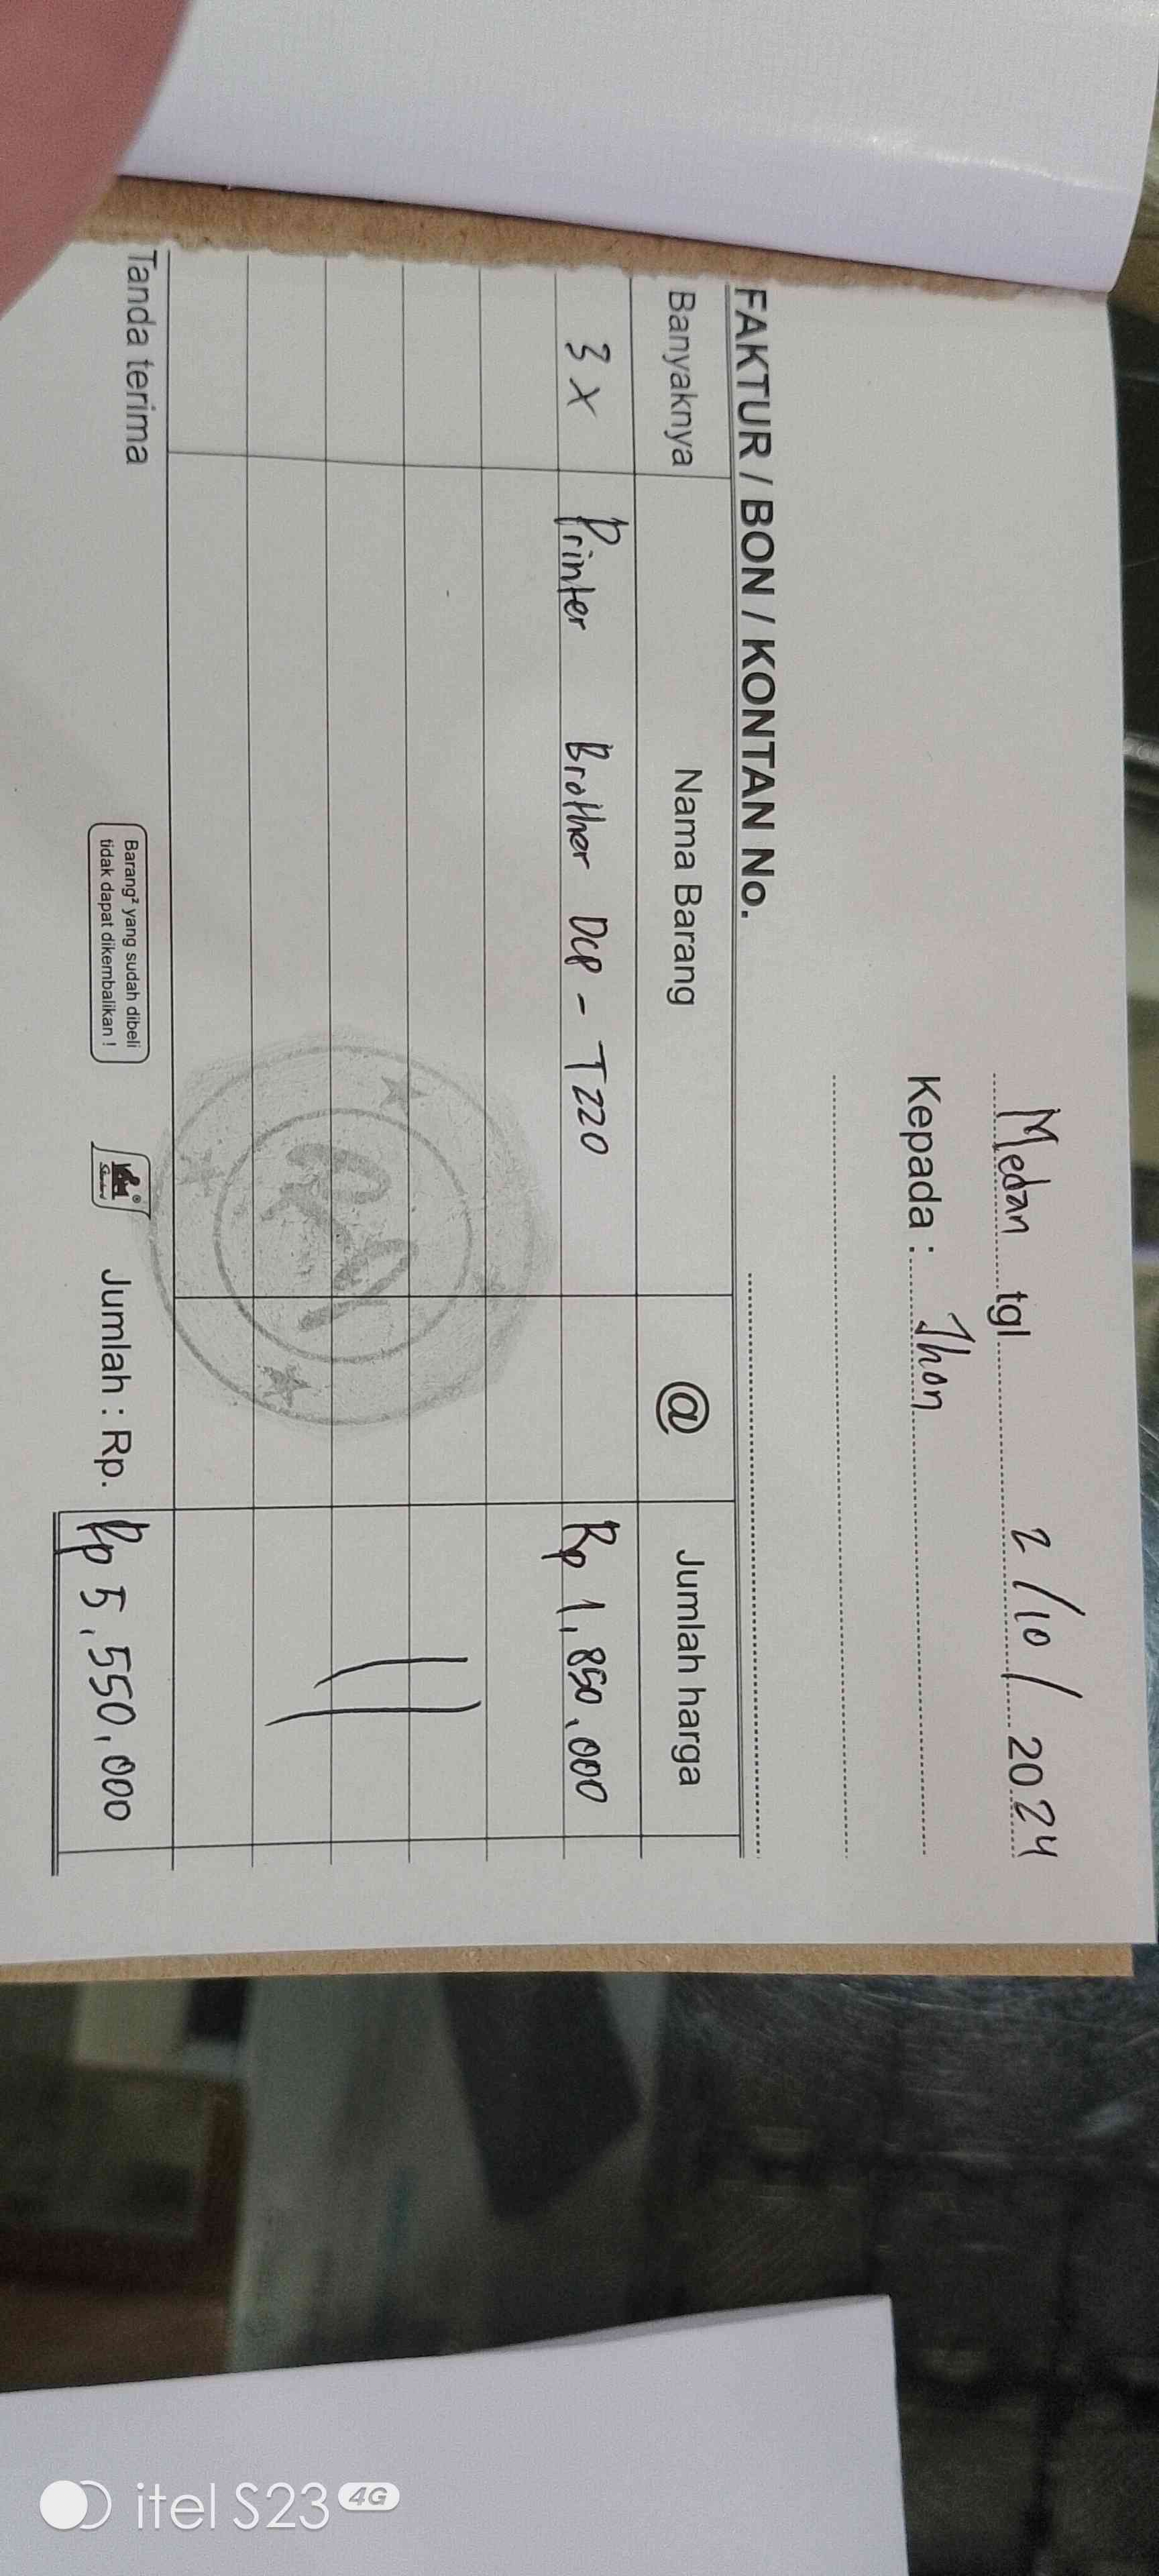 Medan tgl 2/10/2024
Kepada : Jhon
FAKTUR / BON / KONTAN No.
Banyaknya Nama Barang @ Jumlah harga
3 X Printer Brother DCP - T220 Rp 1,850.000
Tanda terima
Barang² yang sudah dibeli
tidak dapat dikembalikan !
Jumlah : Rp. Rp 5,550,000
itel S23 4G